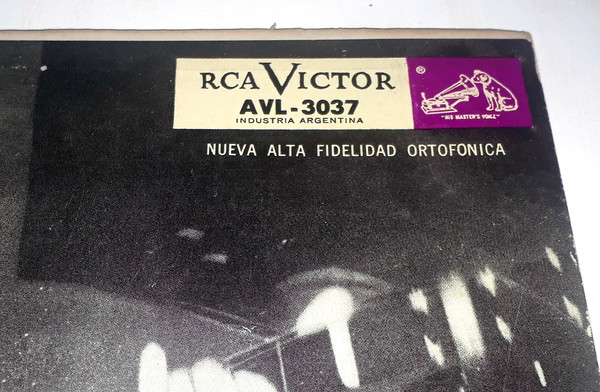 RCA VICTOR
AVL-3037
INDUSTRIA ARGENTINA
®
"HIS MASTER'S VOICE"
NUEVA ALTA FIDELIDAD ORTOFONICA